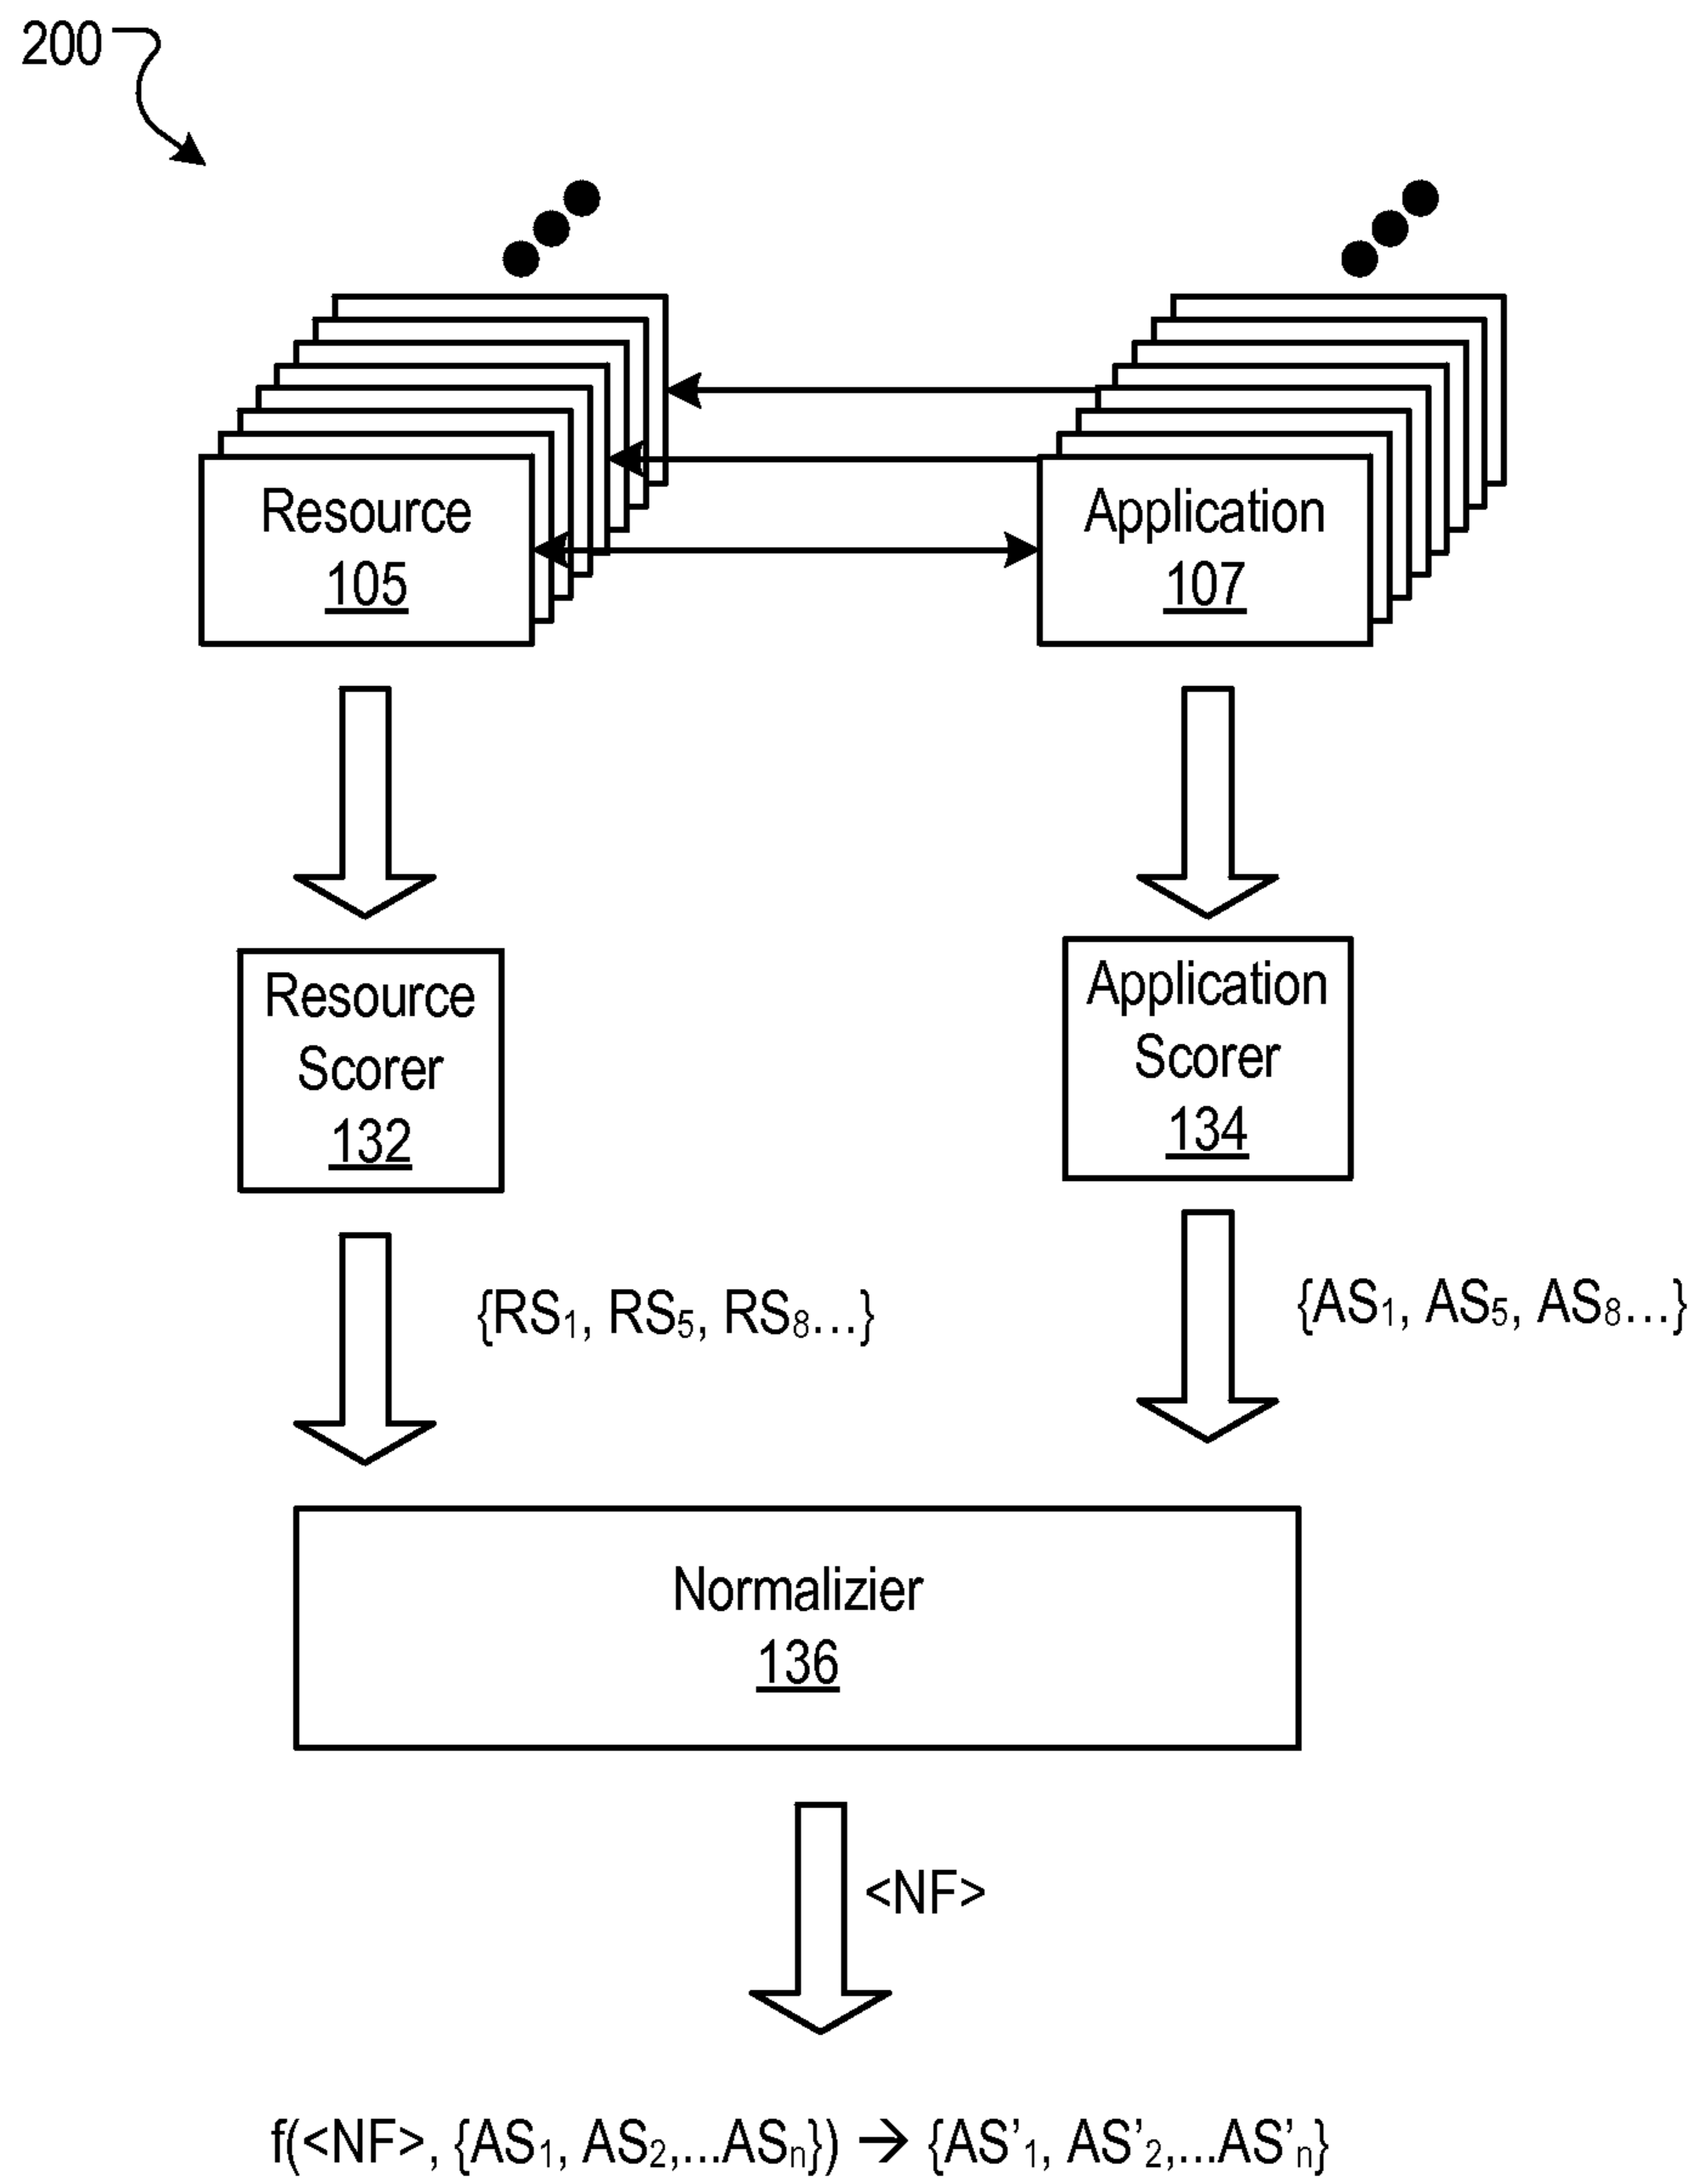 200
Resource
105
Application
107
Resource
Scorer
132
Application
Scorer
134
{RS1, RS5, RS8...}
{AS1, AS5, AS8...}
Normalizier
136
<NF>
f(<NF>, {AS1, AS2,...ASn}) → {AS'1, AS'2,...AS'n}